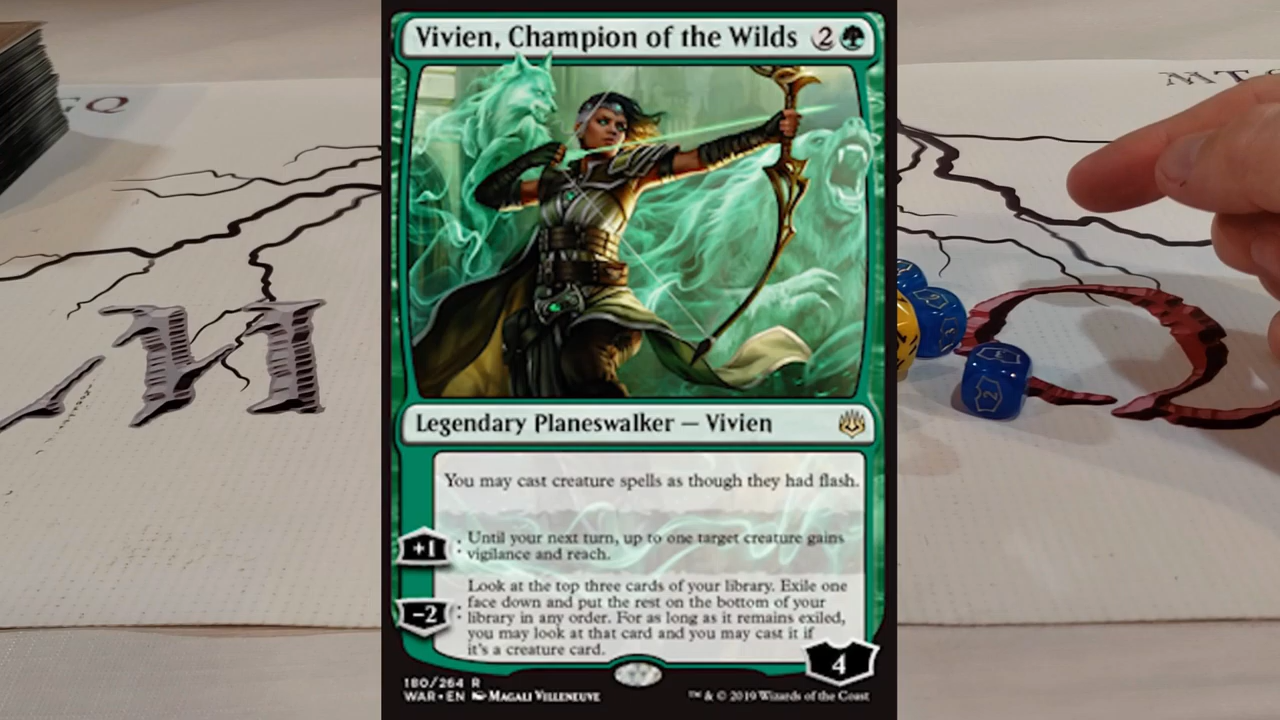 Vivien, Champion of the Wilds 2
Legendary Planeswalker — Vivien
You may cast creature spells as though they had flash.
+1 : Until your next turn, up to one target creature gains
vigilance and reach.
Look at the top three cards of your library. Exile one
face down and put the rest on the bottom of your
−2 : library in any order. For as long as it remains exiled,
you may look at that card and you may cast it if
it's a creature card.
4
180/264 R
WAR • EN Magali Villeneuve ™ & © 2019 Wizards of the Coast
Q
MT
2